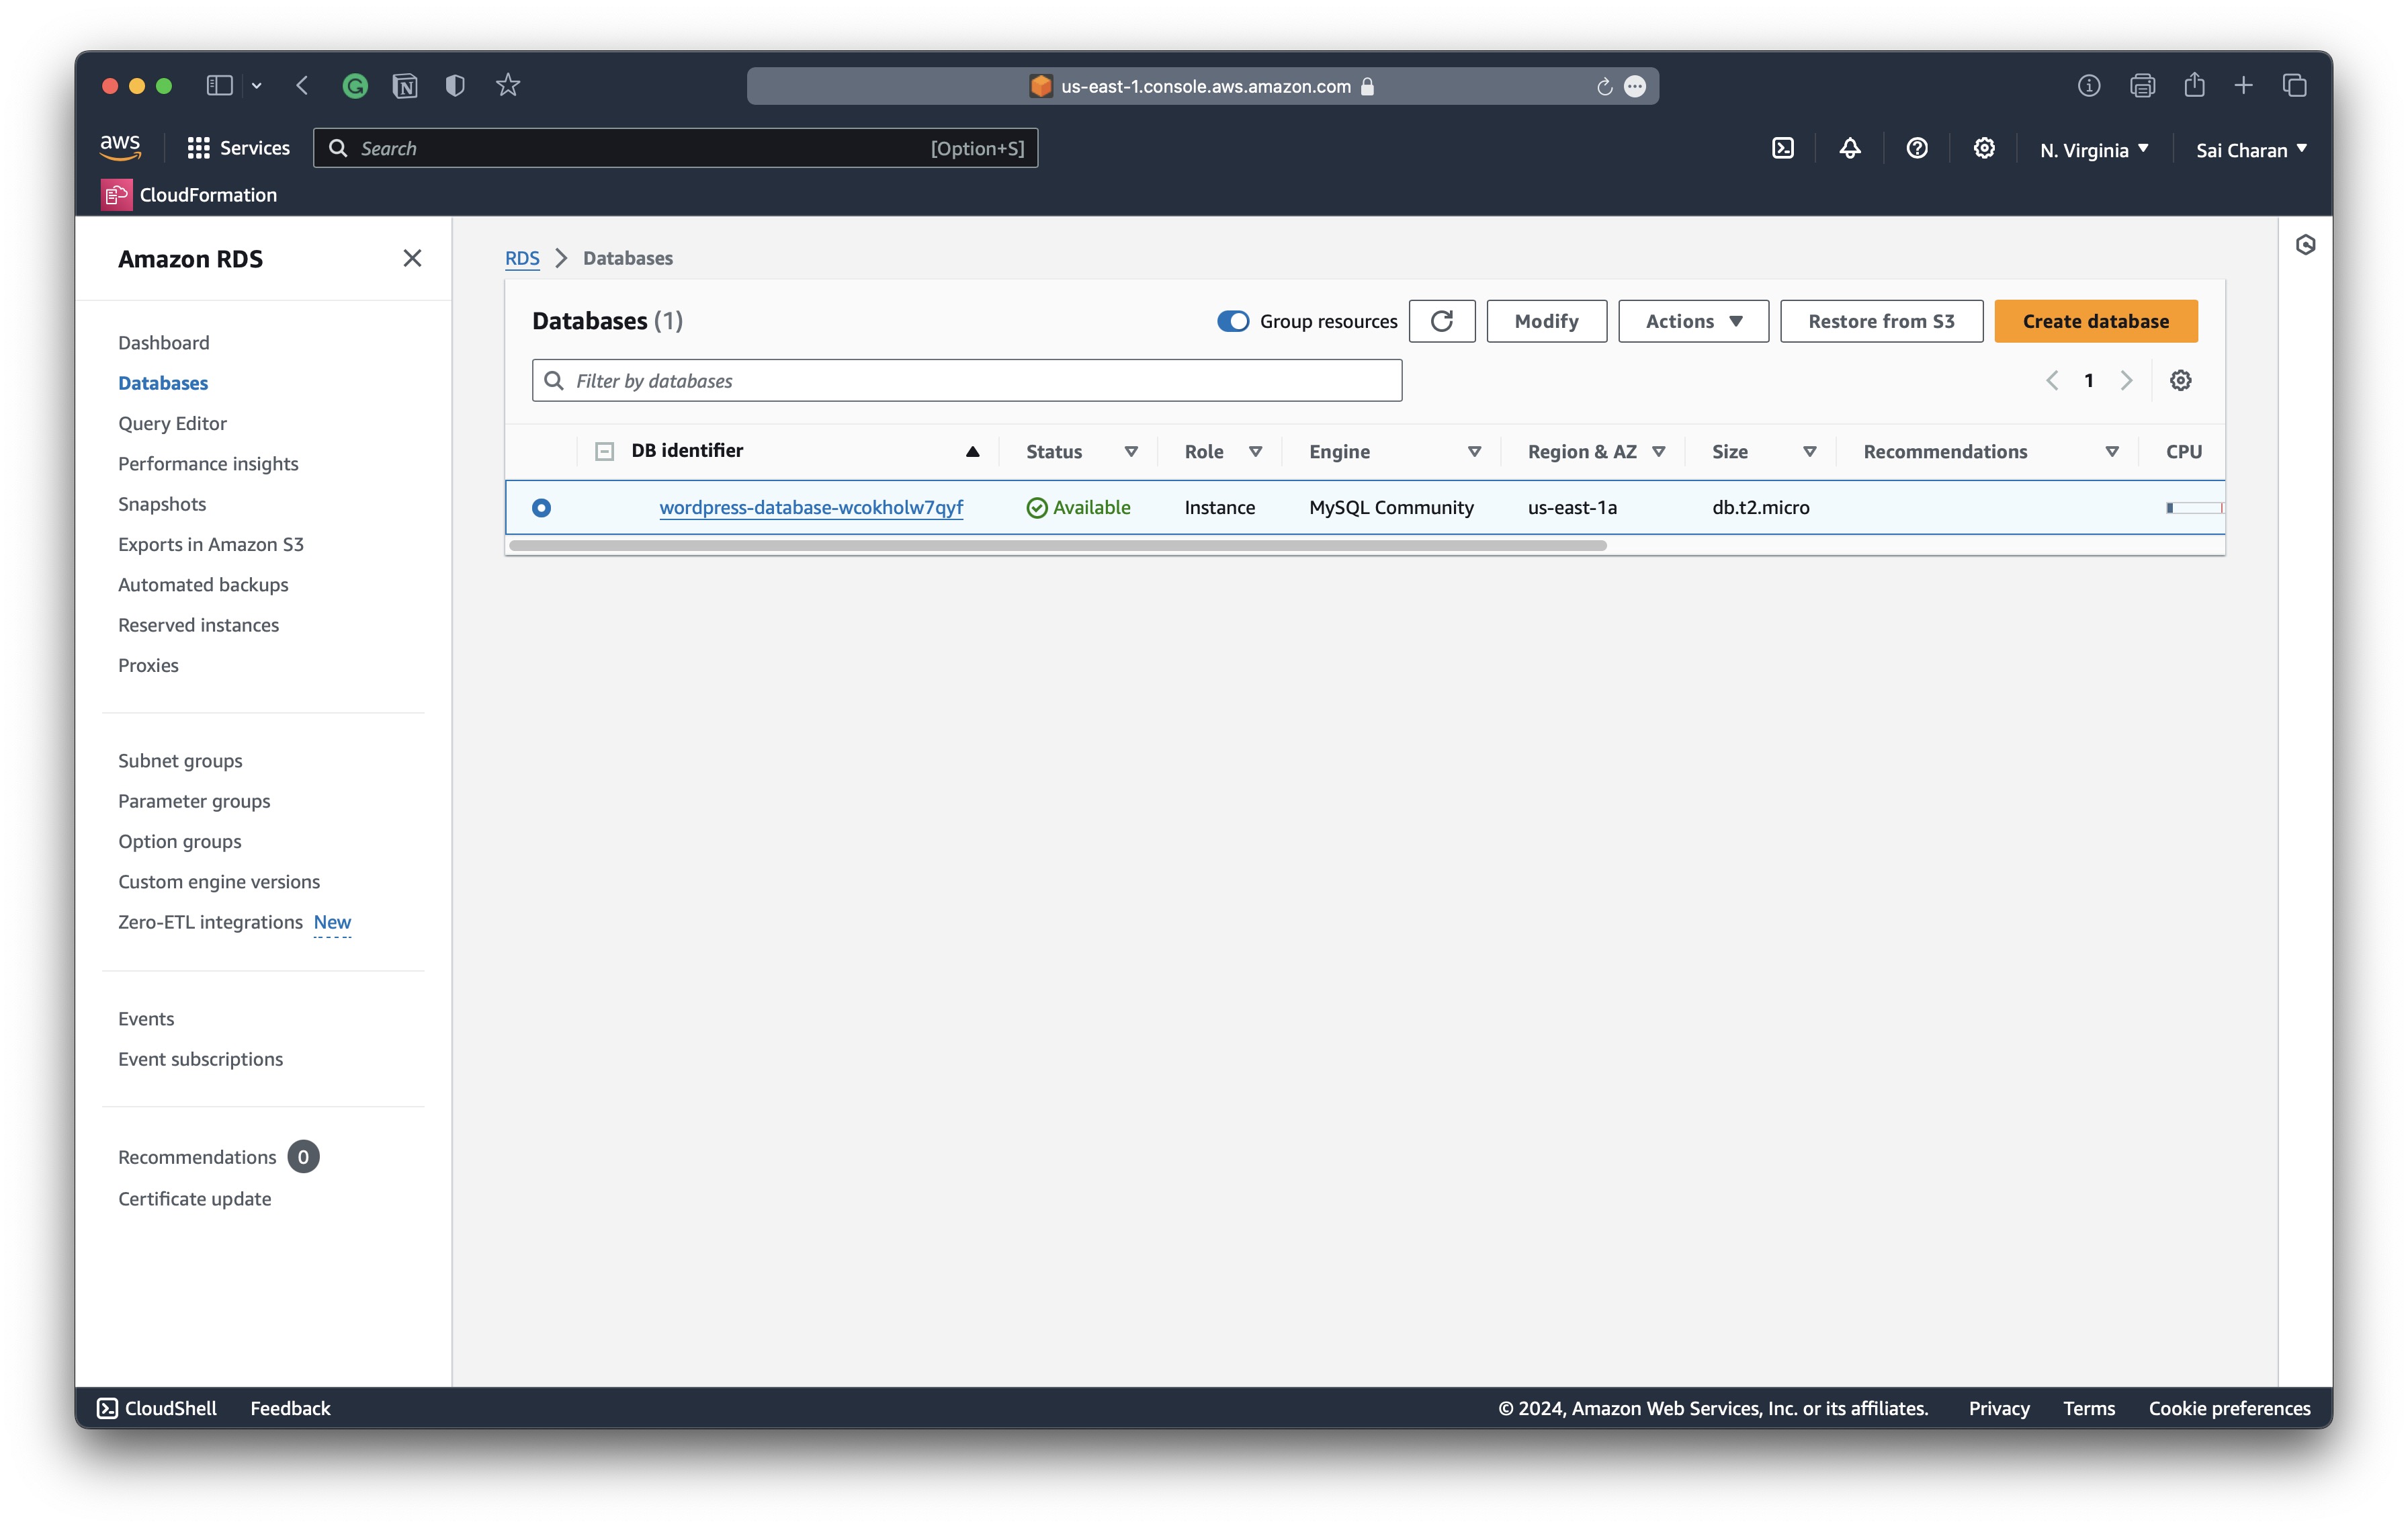 us-east-1.console.aws.amazon.com
aws
Services
Search
[Option+S]
N. Virginia
Sai Charan
CloudFormation
Amazon RDS
Dashboard
Databases
Query Editor
Performance insights
Snapshots
Exports in Amazon S3
Automated backups
Reserved instances
Proxies
Subnet groups
Parameter groups
Option groups
Custom engine versions
Zero-ETL integrations New
Events
Event subscriptions
Recommendations 0
Certificate update
RDS > Databases
Databases (1)
Group resources
Modify
Actions
Restore from S3
Create database
Filter by databases
1
DB identifier Status Role Engine Region & AZ Size Recommendations CPU
wordpress-database-wcokholw7qyf Available Instance MySQL Community us-east-1a db.t2.micro
CloudShell
Feedback
© 2024, Amazon Web Services, Inc. or its affiliates.
Privacy
Terms
Cookie preferences